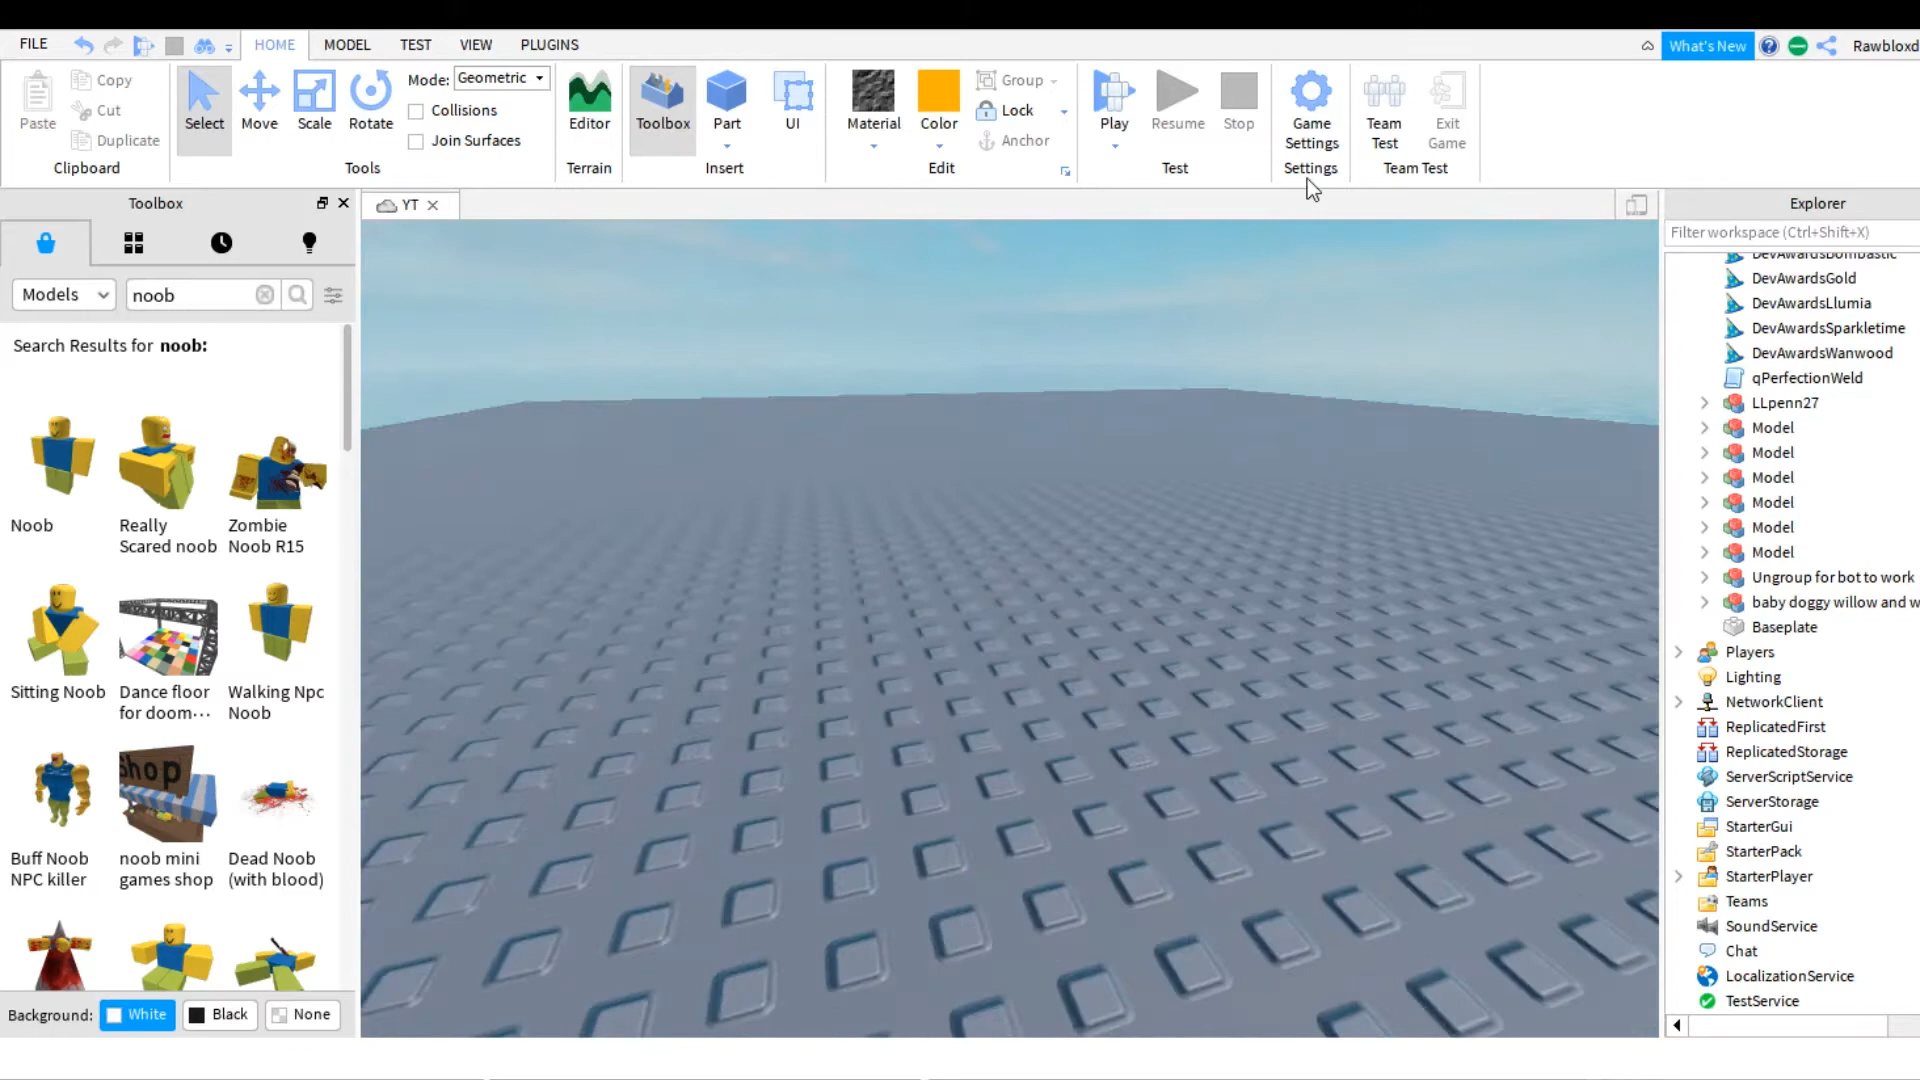 FILE HOME MODEL TEST VIEW PLUGINS What's New Rawbloxd
Paste Copy Cut Duplicate Clipboard
Select Move Scale Rotate Mode: Geometric Collisions Join Surfaces Tools
Editor Terrain
Toolbox Part UI Insert
Material Color Group Lock Anchor Edit
Play Resume Stop Test
Game Settings Settings
Team Test Exit Game Team Test
Toolbox
YT
Explorer
Filter workspace (Ctrl+Shift+X)
Models noob
Search Results for noob:
Noob
Really Scared noob
Zombie Noob R15
Sitting Noob
Dance floor for doom...
Walking Npc Noob
Buff Noob NPC killer
Shop
noob mini games shop
Dead Noob (with blood)
Background: White Black None
DevAwardsBombastic
DevAwardsGold
DevAwardsLlumia
DevAwardsSparkletime
DevAwardsWanwood
qPerfectionWeld
LLpenn27
Model
Model
Model
Model
Model
Model
Ungroup for bot to work
baby doggy willow and w
Baseplate
Players
Lighting
NetworkClient
ReplicatedFirst
ReplicatedStorage
ServerScriptService
ServerStorage
StarterGui
StarterPack
StarterPlayer
Teams
SoundService
Chat
LocalizationService
TestService